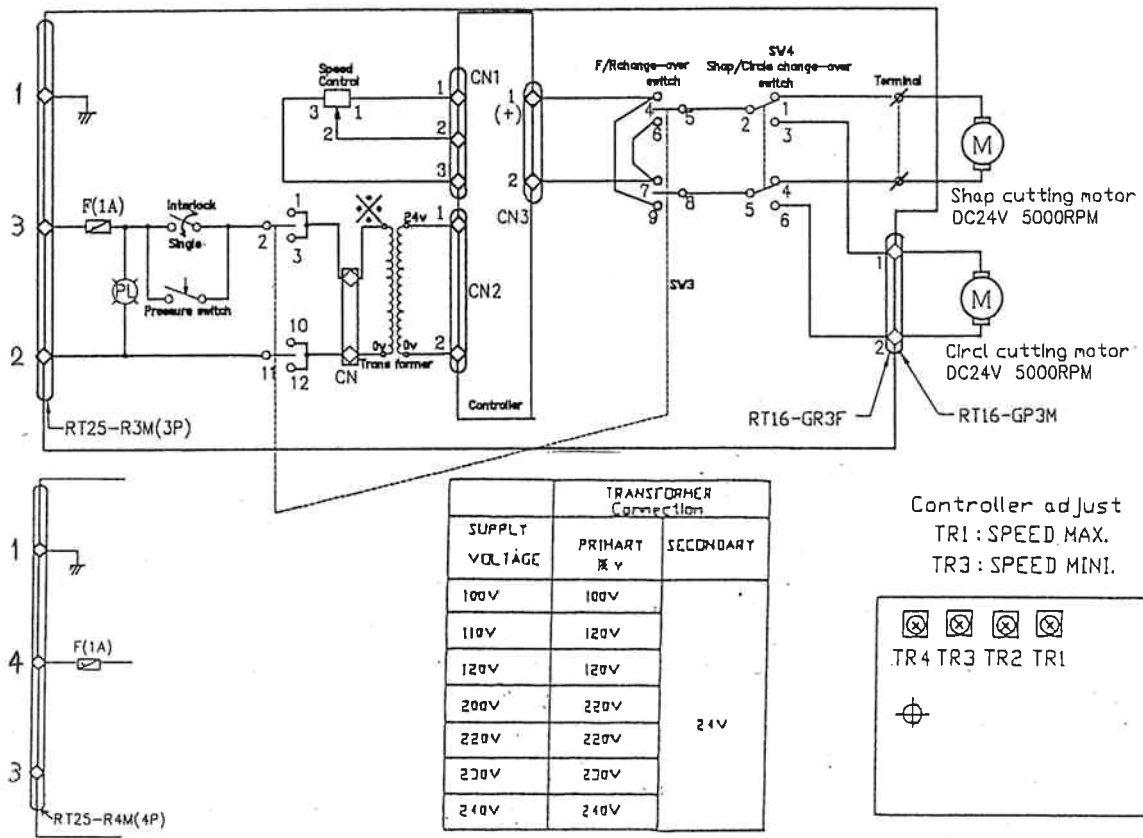 Speed
Control
3 1
2
CN1
1
2
3
1
(+)
2
CN3
F/Rchange-over
switch
SW4
Shap/Circle change-over
switch
Terminal
4 5
6
7
8
9
2 1
3
4
5
6
M
Shap cutting motor
DC24V 5000RPM
1
3
2
F(1A)
Interlock
Single
PL
Pressure switch
2 1
3
10
11
12
CN
※
24v
0v 0v
Trans former
1
CN2
2
Controller
SW3
1
2
M
Circl cutting motor
DC24V 5000RPM
RT25-R3M(3P)
RT16-GR3F
RT16-GP3M
1
4
3
F(1A)
RT25-R4M(4P)
TRANSFORMER
Connection
SUPPLY
VOLTAGE
PRIMARY
※ V
SECONDARY
100V 100V
110V 120V
120V 120V
200V 220V
220V 220V
230V 230V
240V 240V
24V
Controller adjust
TR1 : SPEED MAX.
TR3 : SPEED MINI.
TR4 TR3 TR2 TR1